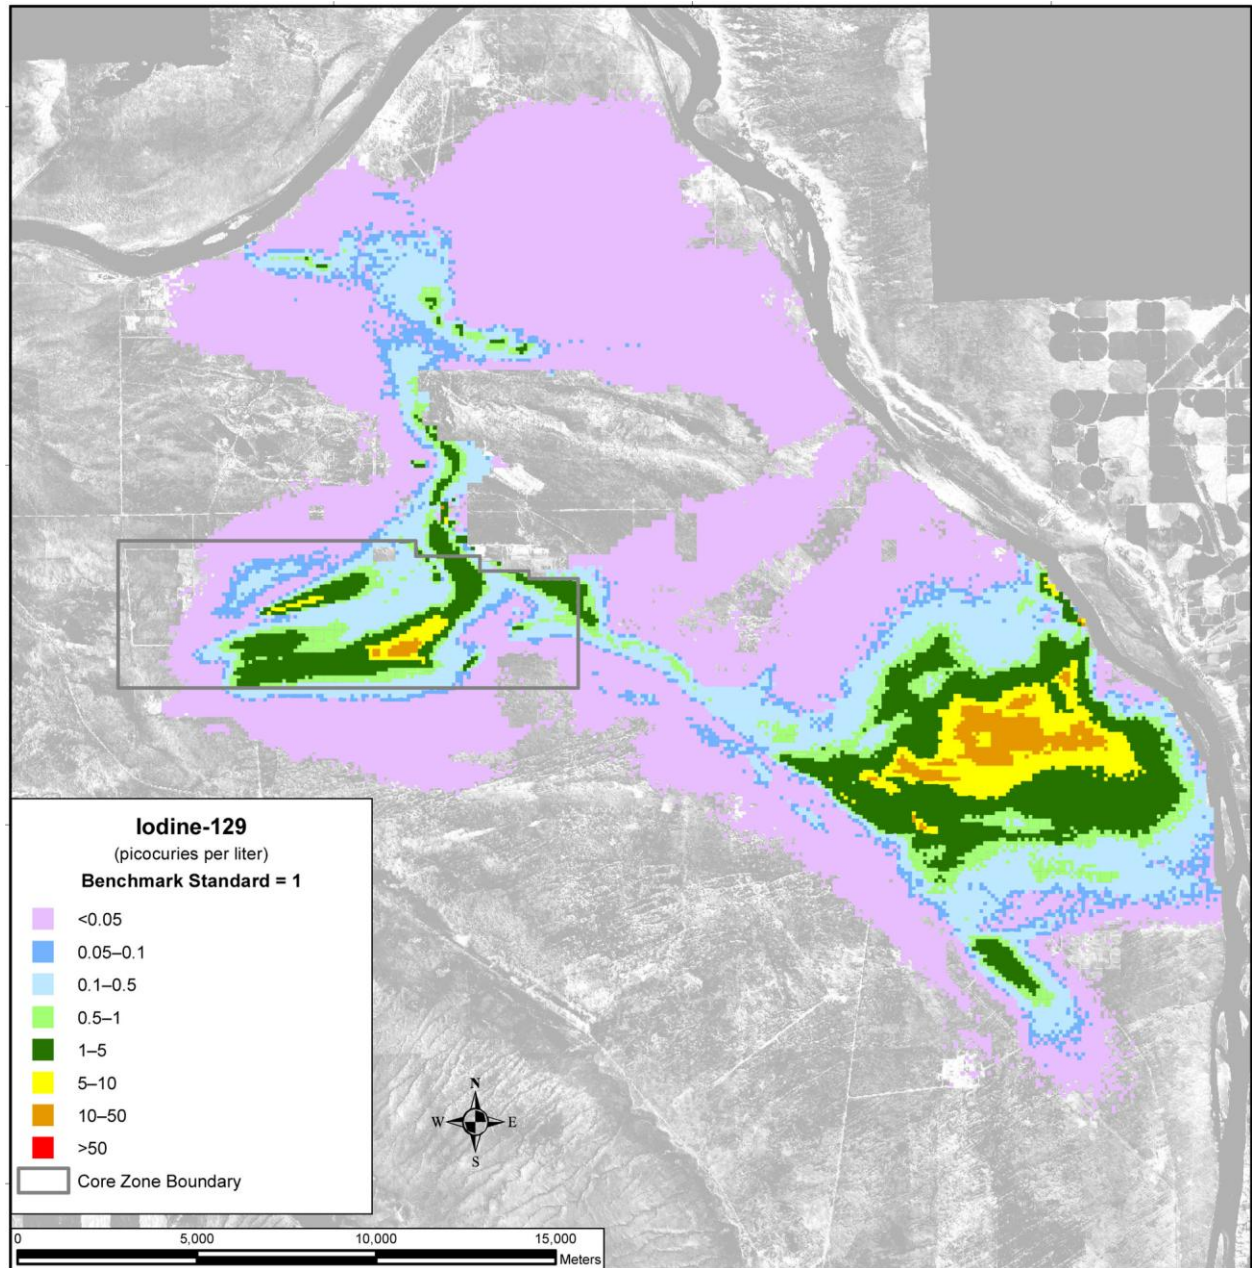 Iodine-129
(picocuries per liter)
Benchmark Standard = 1
<0.05
0.05–0.1
0.1–0.5
0.5–1
1–5
5–10
10–50
>50
Core Zone Boundary
N
W E
S
0 5,000 10,000 15,000
Meters